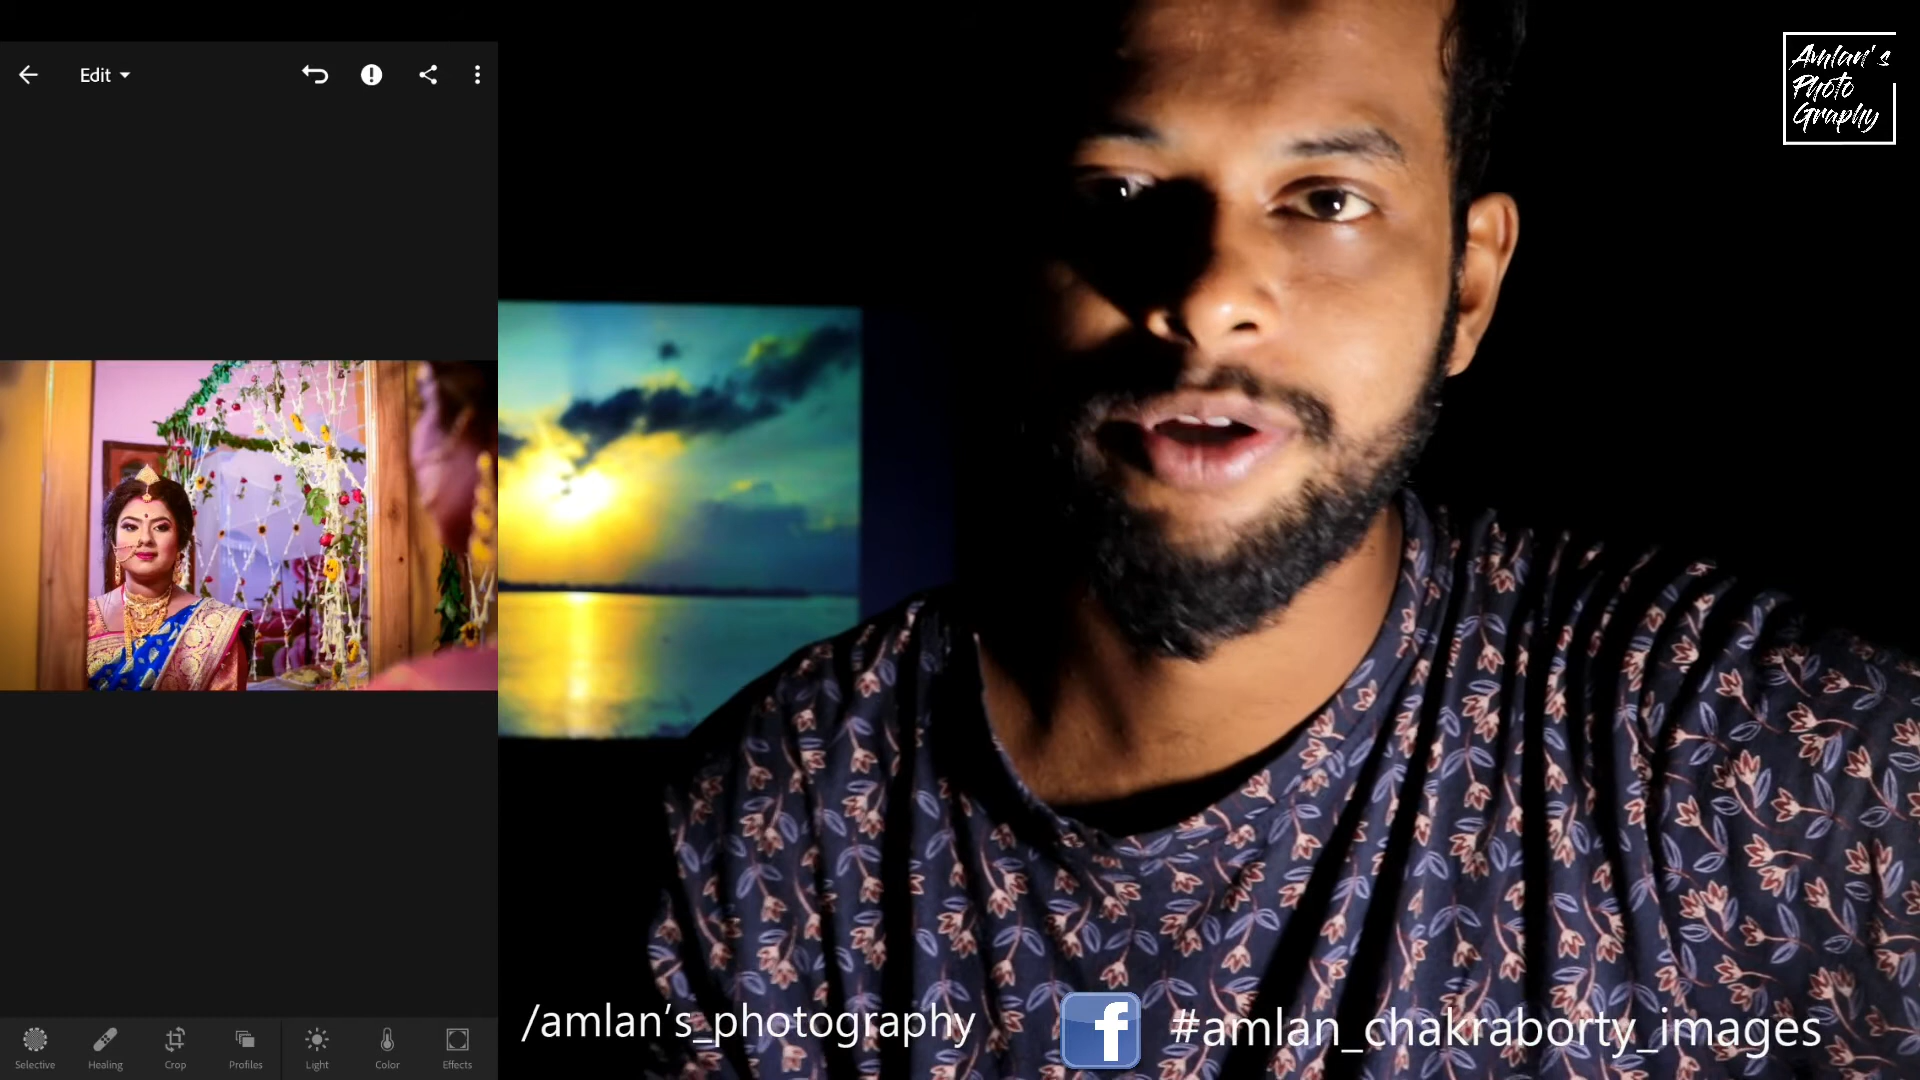 Edit
Amlan's
Photo
Graphy
Selective
Healing
Crop
Profiles
Light
Color
Effects
/amlan's_photography
f
#amlan_chakraborty_images